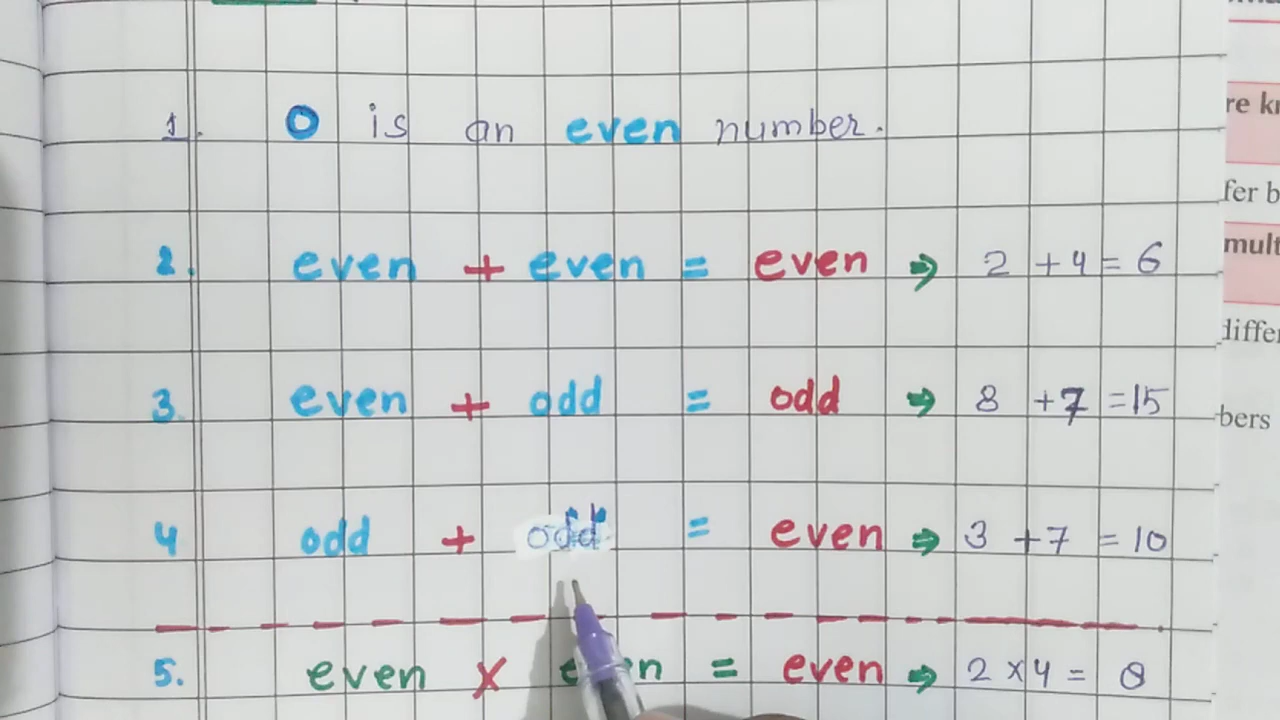 1. 0 is an even number.
2. even + even = even ⇒ 2 + 4 = 6
3. even + odd = odd ⇒ 8 + 7 = 15
4 odd + odd = even ⇒ 3 + 7 = 10
5. even x even = even ⇒ 2 x 4 = 8
re k
fer b
mult
differ
bers